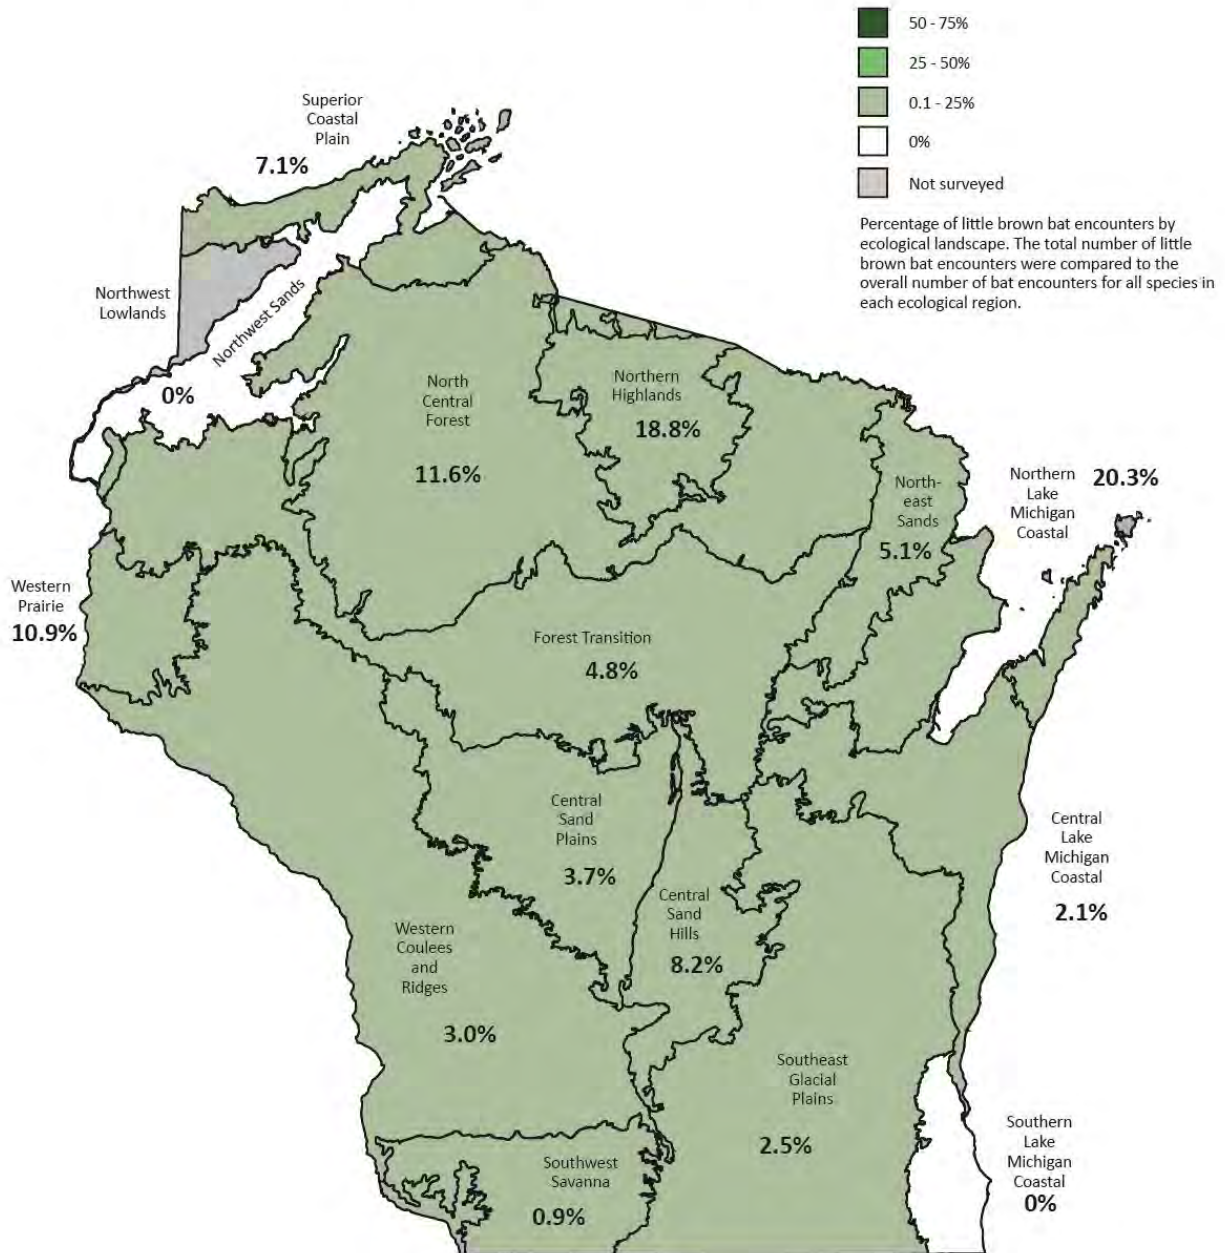 50 - 75%
25 - 50%
0.1 - 25%
0%
Not surveyed
Percentage of little brown bat encounters by
ecological landscape. The total number of little
brown bat encounters were compared to the
overall number of bat encounters for all species in
each ecological region.
Superior
Coastal
Plain
7.1%
Northwest
Lowlands
Northwest Sands
0%
North
Central
Forest
11.6%
Northern
Highlands
18.8%
North-
east
Sands
5.1%
Northern
Lake
Michigan
Coastal
20.3%
Western
Prairie
10.9%
Forest Transition
4.8%
Central
Sand
Plains
3.7%
Central
Sand
Hills
8.2%
Central
Lake
Michigan
Coastal
2.1%
Western
Coulees
and
Ridges
3.0%
Southeast
Glacial
Plains
2.5%
Southern
Lake
Michigan
Coastal
0%
Southwest
Savanna
0.9%